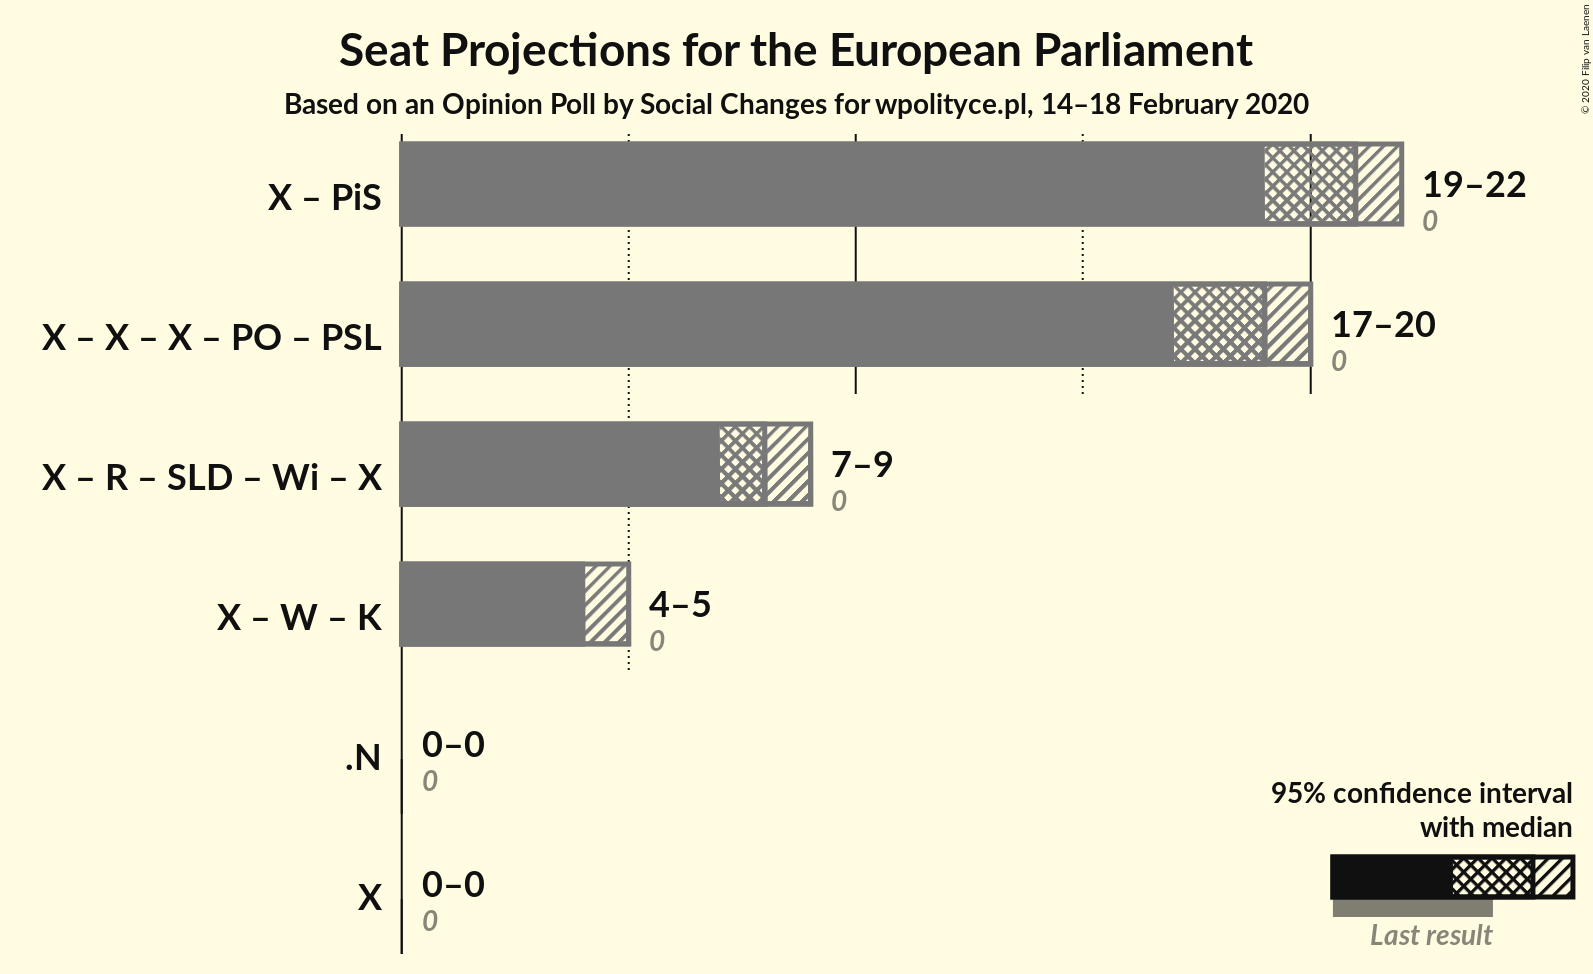 Seat Projections for the European Parliament
Based on an Opinion Poll by Social Changes for wpolityce.pl, 14–18 February 2020
© 2020 Filip van Laenen
X – PiS
19–22
0
X – X – X – PO – PSL
17–20
0
X – R – SLD – Wi – X
7–9
0
X – W – K
4–5
0
.N
0–0
0
X
0–0
0
95% confidence interval
with median
Last result